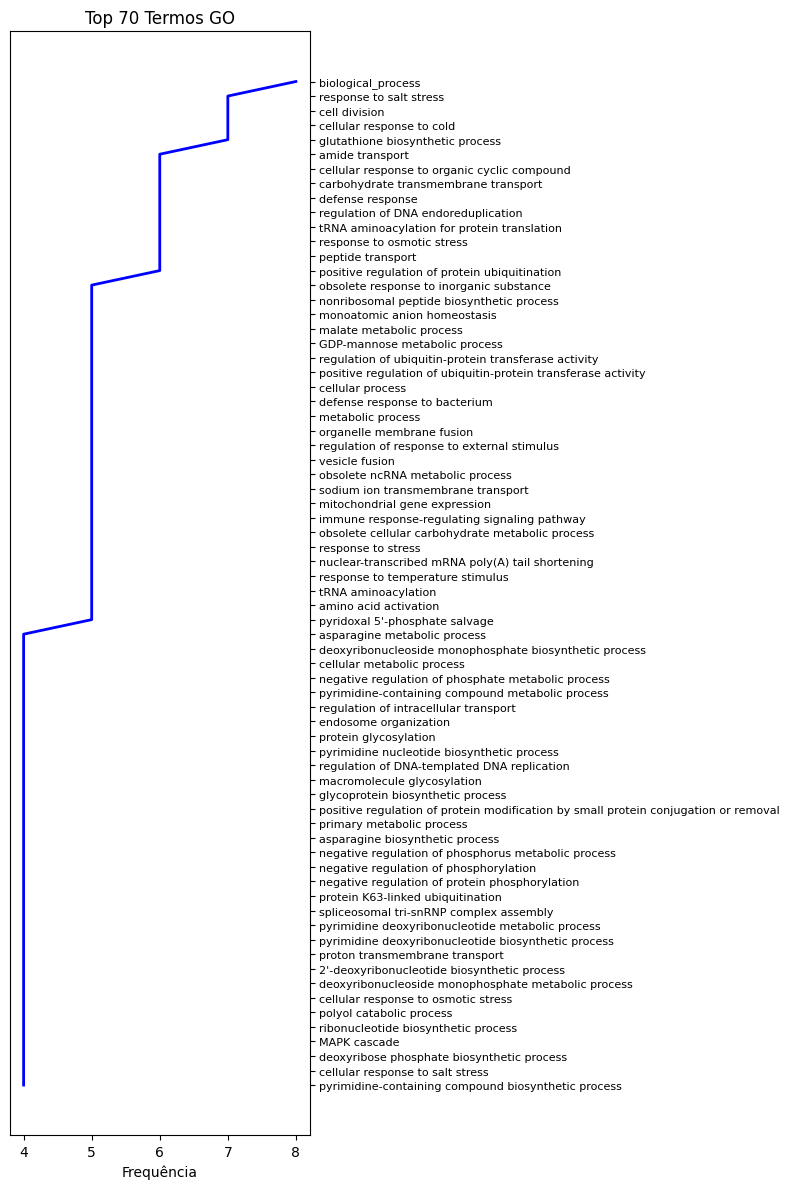 Top 70 Termos GO
biological_process
response to salt stress
cell division
cellular response to cold
glutathione biosynthetic process
amide transport
cellular response to organic cyclic compound
carbohydrate transmembrane transport
defense response
regulation of DNA endoreduplication
tRNA aminoacylation for protein translation
response to osmotic stress
peptide transport
positive regulation of protein ubiquitination
obsolete response to inorganic substance
nonribosomal peptide biosynthetic process
monoatomic anion homeostasis
malate metabolic process
GDP-mannose metabolic process
regulation of ubiquitin-protein transferase activity
positive regulation of ubiquitin-protein transferase activity
cellular process
defense response to bacterium
metabolic process
organelle membrane fusion
regulation of response to external stimulus
vesicle fusion
obsolete ncRNA metabolic process
sodium ion transmembrane transport
mitochondrial gene expression
immune response-regulating signaling pathway
obsolete cellular carbohydrate metabolic process
response to stress
nuclear-transcribed mRNA poly(A) tail shortening
response to temperature stimulus
tRNA aminoacylation
amino acid activation
pyridoxal 5'-phosphate salvage
asparagine metabolic process
deoxyribonucleoside monophosphate biosynthetic process
cellular metabolic process
negative regulation of phosphate metabolic process
pyrimidine-containing compound metabolic process
regulation of intracellular transport
endosome organization
protein glycosylation
pyrimidine nucleotide biosynthetic process
regulation of DNA-templated DNA replication
macromolecule glycosylation
glycoprotein biosynthetic process
positive regulation of protein modification by small protein conjugation or removal
primary metabolic process
asparagine biosynthetic process
negative regulation of phosphorus metabolic process
negative regulation of phosphorylation
negative regulation of protein phosphorylation
protein K63-linked ubiquitination
spliceosomal tri-snRNP complex assembly
pyrimidine deoxyribonucleotide metabolic process
pyrimidine deoxyribonucleotide biosynthetic process
proton transmembrane transport
2'-deoxyribonucleotide biosynthetic process
deoxyribonucleoside monophosphate metabolic process
cellular response to osmotic stress
polyol catabolic process
ribonucleotide biosynthetic process
MAPK cascade
deoxyribose phosphate biosynthetic process
cellular response to salt stress
pyrimidine-containing compound biosynthetic process
4 5 6 7 8
Frequência